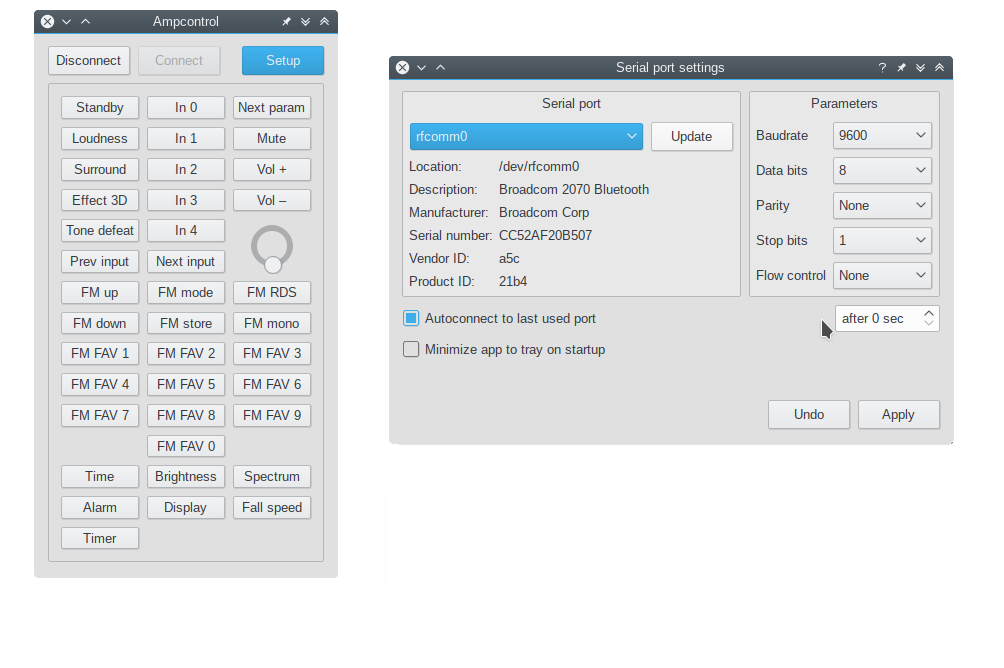 Ampcontrol
Disconnect Connect Setup
Standby In 0 Next param
Loudness In 1 Mute
Surround In 2 Vol +
Effect 3D In 3 Vol –
Tone defeat In 4
Prev input Next input
FM up FM mode FM RDS
FM down FM store FM mono
FM FAV 1 FM FAV 2 FM FAV 3
FM FAV 4 FM FAV 5 FM FAV 6
FM FAV 7 FM FAV 8 FM FAV 9
FM FAV 0
Time Brightness Spectrum
Alarm Display Fall speed
Timer
Serial port settings ?
Serial port
rfcomm0 Update
Location: /dev/rfcomm0
Description: Broadcom 2070 Bluetooth
Manufacturer: Broadcom Corp
Serial number: CC52AF20B507
Vendor ID: a5c
Product ID: 21b4
Parameters
Baudrate 9600
Data bits 8
Parity None
Stop bits 1
Flow control None
Autoconnect to last used port after 0 sec
Minimize app to tray on startup
Undo Apply